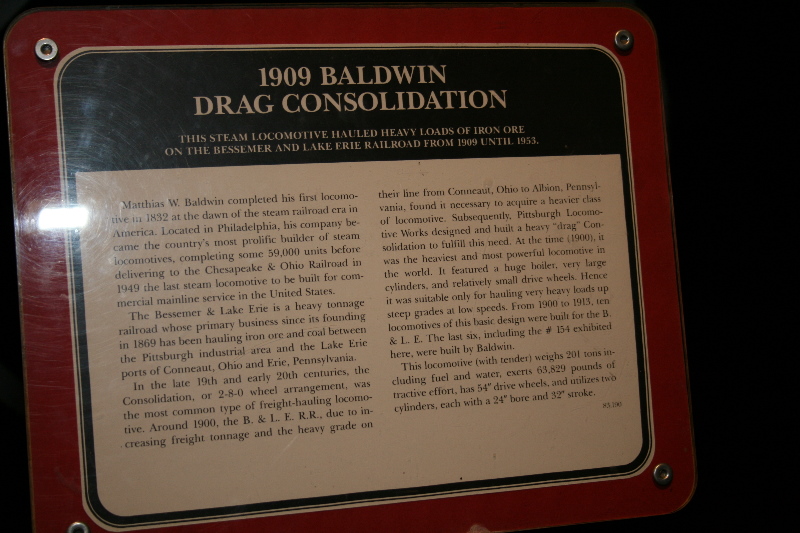 1909 BALDWIN
DRAG CONSOLIDATION
THIS STEAM LOCOMOTIVE HAULED HEAVY LOADS OF IRON ORE
ON THE BESSEMER AND LAKE ERIE RAILROAD FROM 1909 UNTIL 1953.
Matthias W. Baldwin completed his first locomo-
tive in 1832 at the dawn of the steam railroad era in
America. Located in Philadelphia, his company be-
came the country's most prolific builder of steam
locomotives, completing some 59,000 units before
delivering to the Chesapeake & Ohio Railroad in
1949 the last steam locomotive to be built for com-
mercial mainline service in the United States.
The Bessemer & Lake Erie is a heavy tonnage
railroad whose primary business since its founding
in 1869 has been hauling iron ore and coal between
the Pittsburgh industrial area and the Lake Erie
ports of Conneaut, Ohio and Erie, Pennsylvania.
In the late 19th and early 20th centuries, the
Consolidation, or 2-8-0 wheel arrangement, was
the most common type of freight-hauling locomo-
tive. Around 1900, the B. & L. E. R.R., due to in-
creasing freight tonnage and the heavy grade on
their line from Conneaut, Ohio to Albion, Pennsyl-
vania, found it necessary to acquire a heavier class
of locomotive. Subsequently, Pittsburgh Locomo-
tive Works designed and built a heavy "drag" Con-
solidation to fulfill this need. At the time (1900), it
was the heaviest and most powerful locomotive in
the world. It featured a huge boiler, very large
cylinders, and relatively small drive wheels. Hence
it was suitable only for hauling very heavy loads up
steep grades at low speeds. From 1900 to 1913, ten
locomotives of this basic design were built for the B.
& L. E. The last six, including the # 154 exhibited
here, were built by Baldwin.
This locomotive (with tender) weighs 201 tons in-
cluding fuel and water, exerts 63,829 pounds of
tractive effort, has 54" drive wheels, and utilizes two
cylinders, each with a 24" bore and 32" stroke.